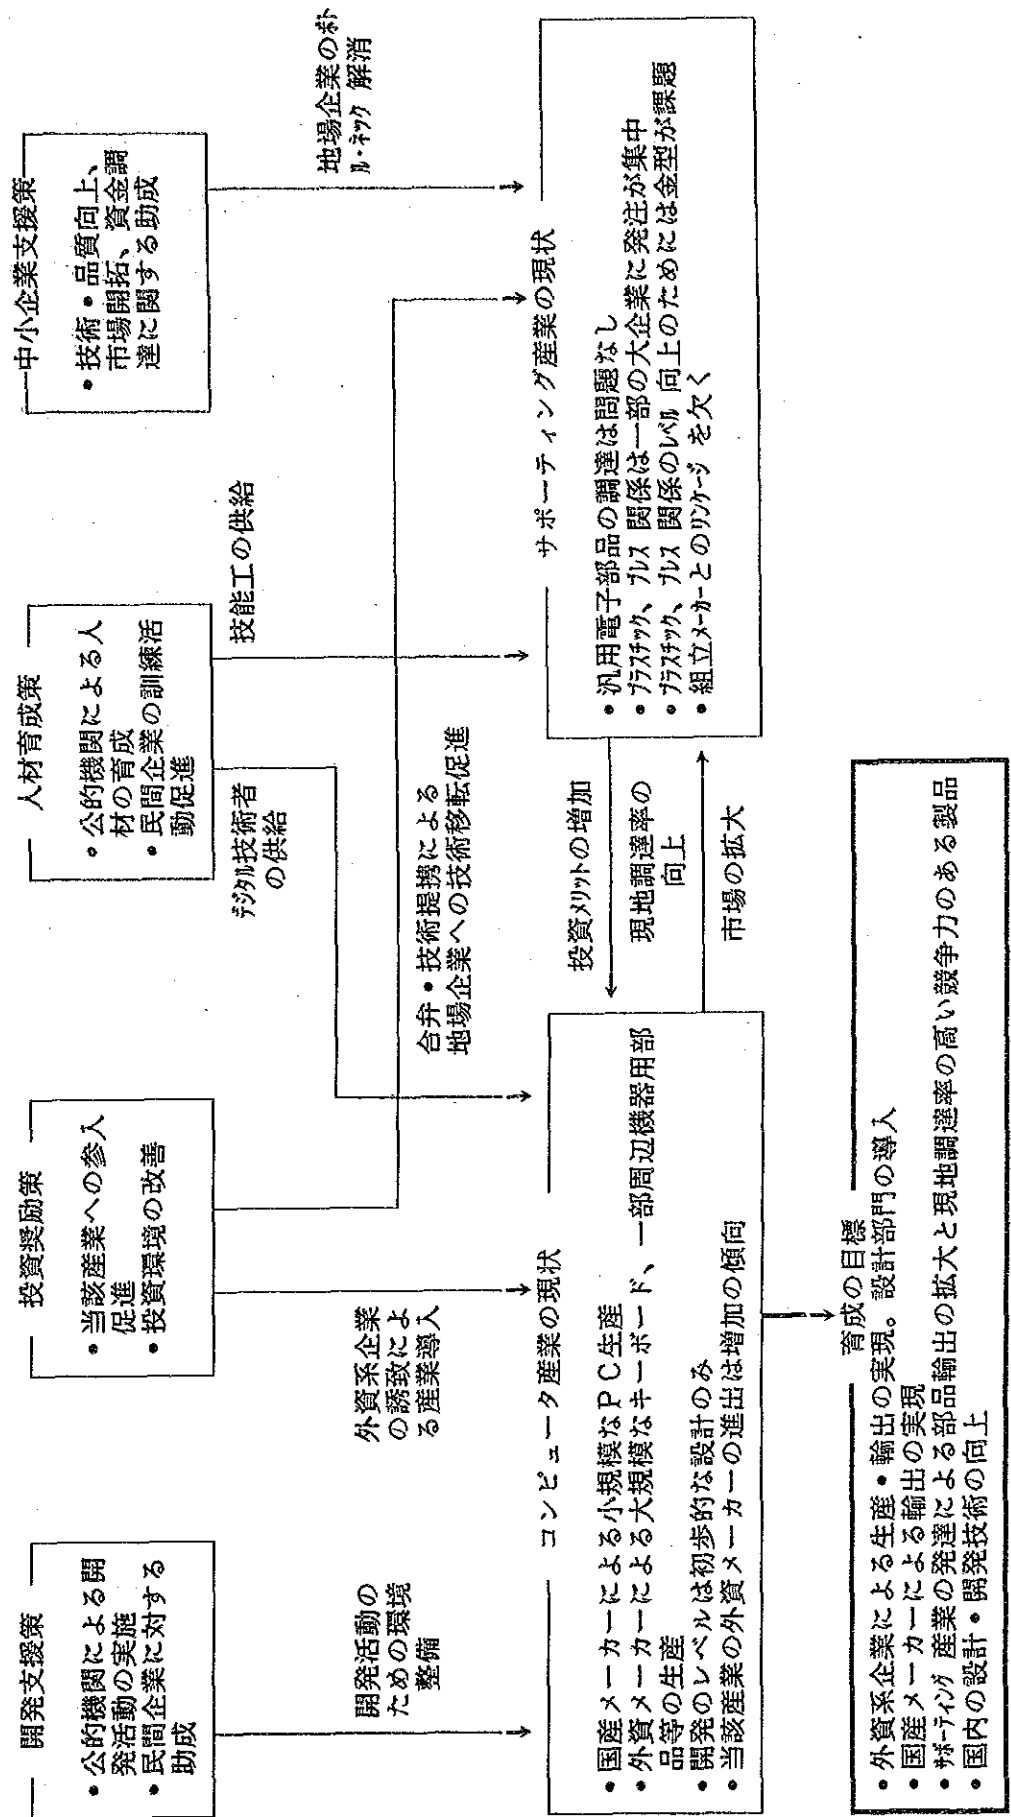 開発支援策
• 公的機関による開
発活動の実施
• 民間企業に対する
助成
投資奨励策
• 当該産業への参入
促進
• 投資環境の改善
人材育成策
• 公的機関による人
材の育成
• 民間企業の訓練活
動促進
中小企業支援策
• 技術・品質向上、
市場開拓、資金調
達に関する助成
開発活動の
ための環境
整備
外資系企業
の誘致によ
る産業導入
デジタル技術者
の供給
合弁・技術提携による
地場企業への技術移転促進
技能工の供給
地場企業のボト
ル・ネック 解消
コンピュータ産業の現状
• 国産メーカーによる小規模なPC生産
• 外資メーカーによる大規模なキーボード、一部周辺機器用部
品等の生産
• 開発のレベルは初歩的な設計のみ
• 当該産業の外資メーカーの進出は増加の傾向
投資メリットの増加
現地調達率の
向上
市場の拡大
サポーティング産業の現状
• 汎用電子部品の調達は問題なし
• プラスチック、プレス 関係は一部の大企業に発注が集中
• プラスチック、プレス 関係のレベル 向上のためには金型が課題
• 組立メーカーとのリンケージ を欠く
育成の目標
• 外資系企業による生産・輸出の実現。設計部門の導入
• 国産メーカーによる輸出の実現
• サポーティング 産業の発達による部品輸出の拡大と現地調達率の高い競争力のある製品
• 国内の設計・開発技術の向上